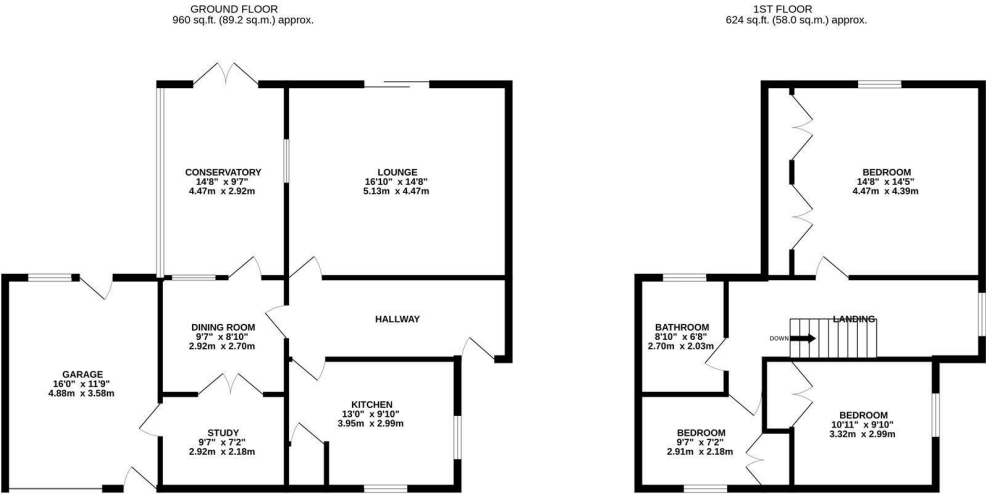 GROUND FLOOR
960 sq.ft. (89.2 sq.m.) approx.
CONSERVATORY
14'8" x 9'7"
4.47m x 2.92m
LOUNGE
16'10" x 14'8"
5.13m x 4.47m
HALLWAY
DINING ROOM
9'7" x 8'10"
2.92m x 2.70m
GARAGE
16'0" x 11'9"
4.88m x 3.58m
KITCHEN
13'0" x 9'10"
3.95m x 2.99m
STUDY
9'7" x 7'2"
2.92m x 2.18m
1ST FLOOR
624 sq.ft. (58.0 sq.m.) approx.
BEDROOM
14'8" x 14'5"
4.47m x 4.39m
LANDING
DOWN
BATHROOM
8'10" x 6'8"
2.70m x 2.03m
BEDROOM
10'11" x 9'10"
3.32m x 2.99m
BEDROOM
9'7" x 7'2"
2.91m x 2.18m